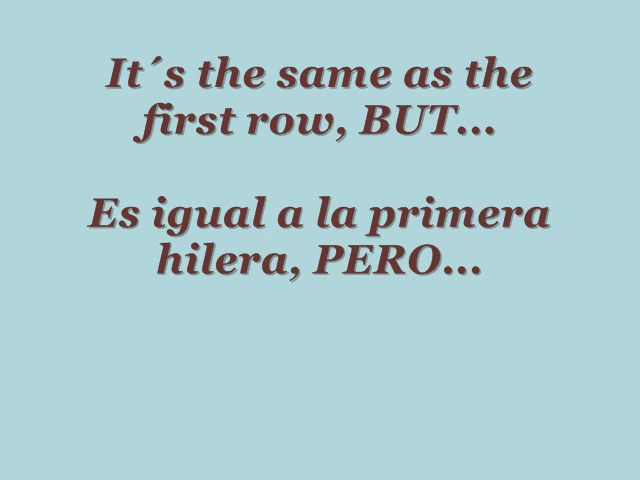 It´s the same as the
first row, BUT...
Es igual a la primera
hilera, PERO...